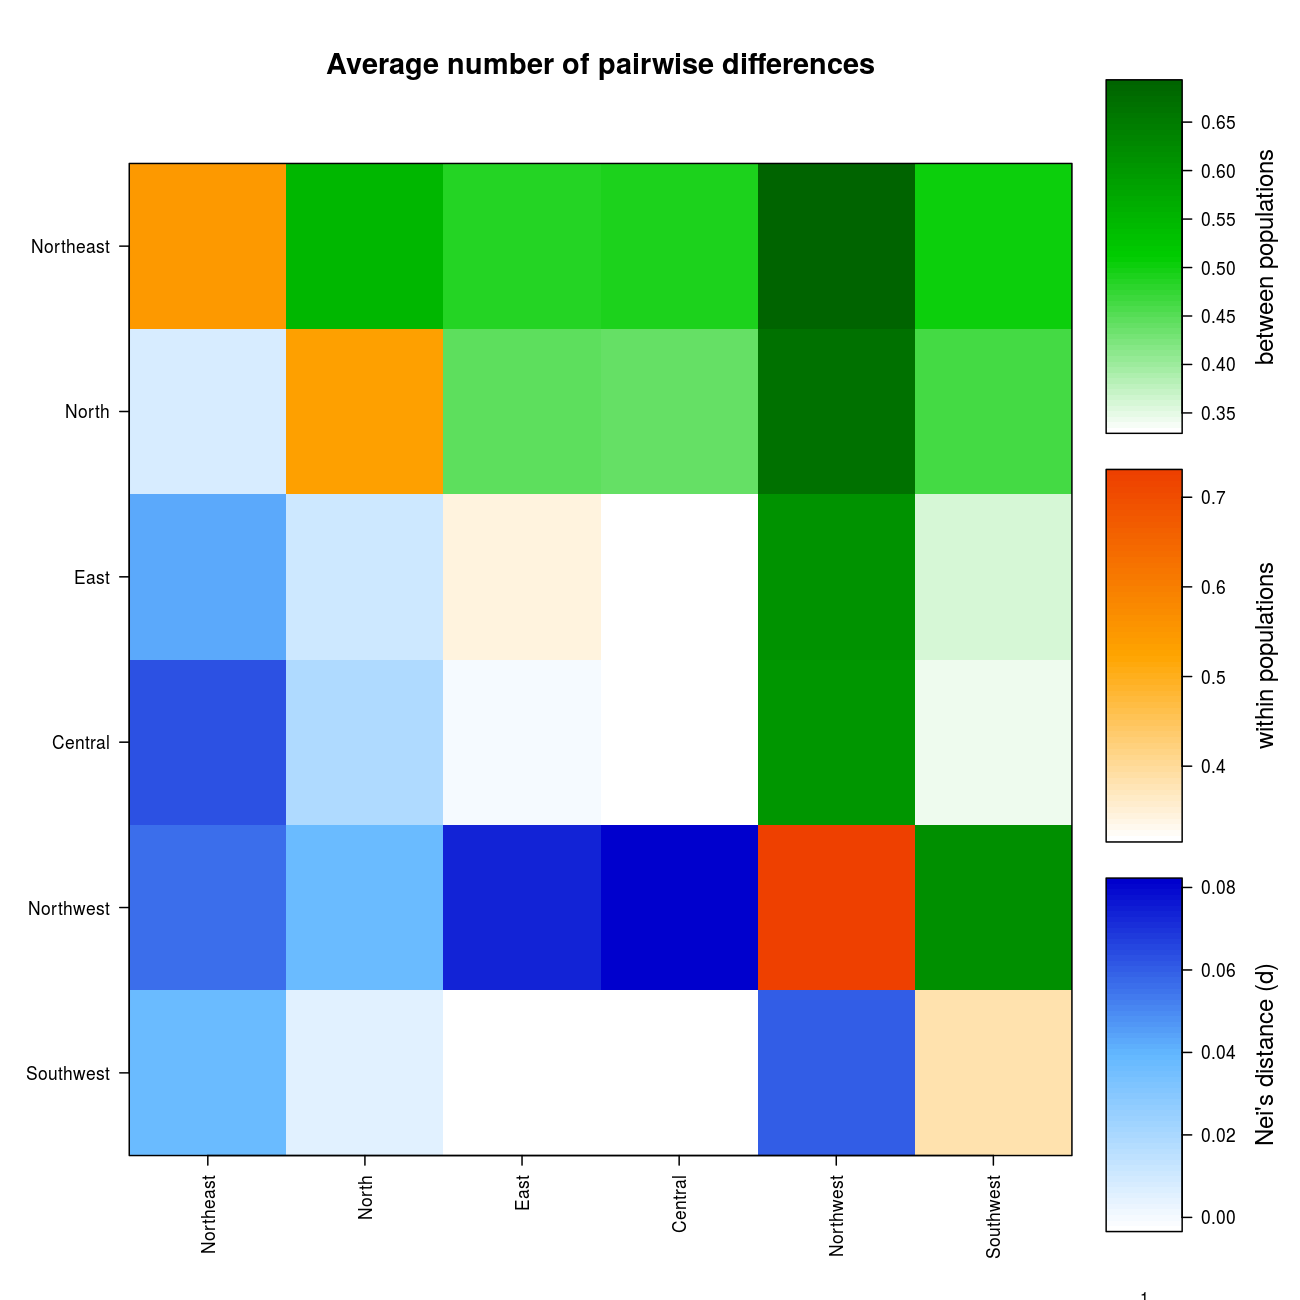 Average number of pairwise differences
Northeast
North
East
Central
Northwest
Southwest
Northeast
North
East
Central
Northwest
Southwest
0.65
0.60
0.55
0.50
0.45
0.40
0.35
between populations
0.7
0.6
0.5
0.4
within populations
0.08
0.06
0.04
0.02
0.00
Nei's distance (d)
1